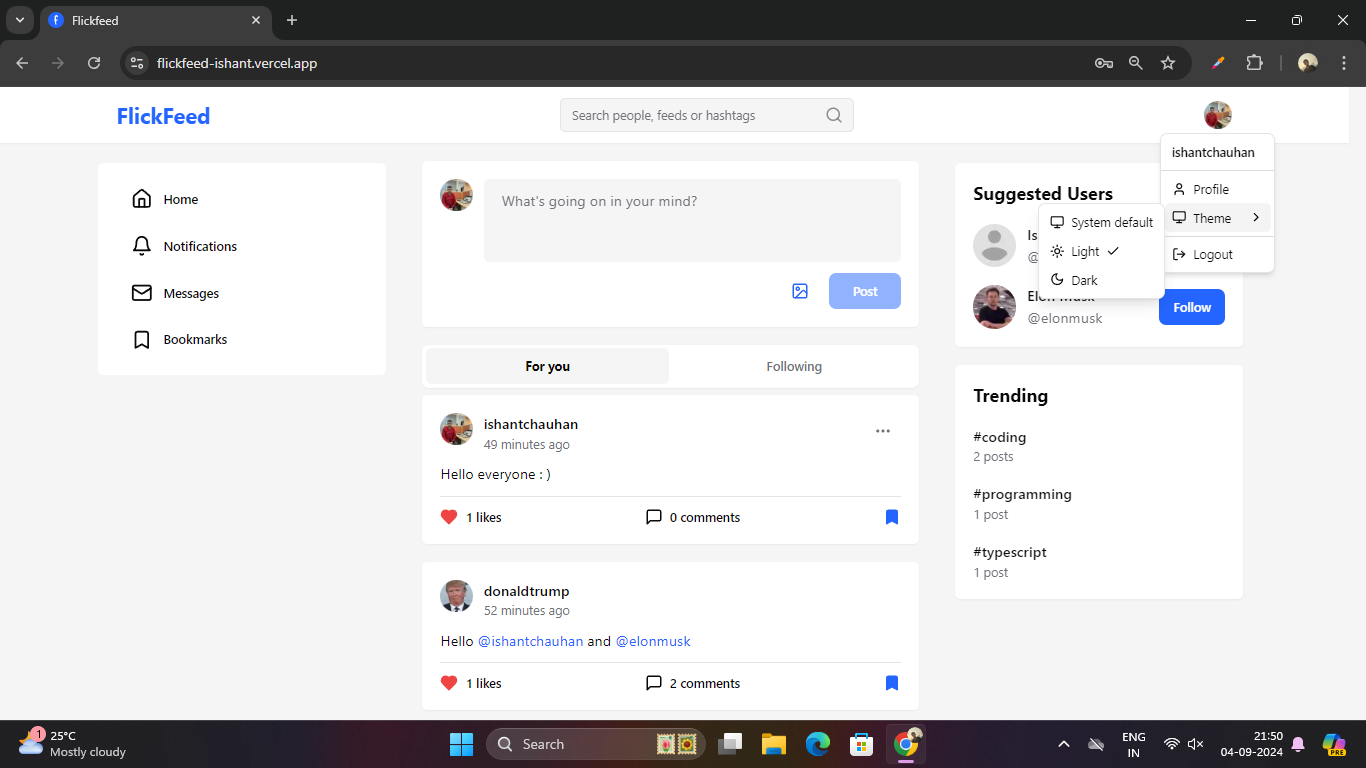 Flickfeed
flickfeed-ishant.vercel.app
FlickFeed
Search people, feeds or hashtags
ishantchauhan
Profile
Theme
Logout
System default
Light
Dark
Home
Notifications
Messages
Bookmarks
What's going on in your mind?
Post
For you
Following
ishantchauhan
49 minutes ago
Hello everyone : )
1 likes
0 comments
donaldtrump
52 minutes ago
Hello @ishantchauhan and @elonmusk
1 likes
2 comments
Suggested Users
Is
@
Elon Musk
@elonmusk
Follow
Trending
#coding
2 posts
#programming
1 post
#typescript
1 post
1
25°C
Mostly cloudy
Search
PRE
ENG
IN
21:50
04-09-2024